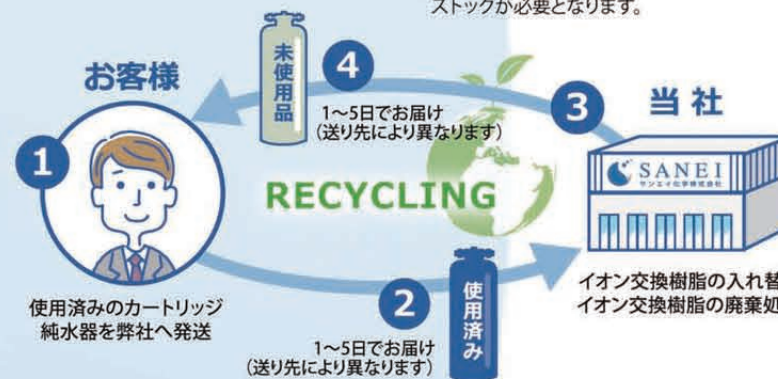 ストックが必要となります。
お客様
1
使用済みのカートリッジ
純水器を弊社へ発送
2
使用済み
1〜5日でお届け
(送り先により異なります)
RECYCLING
3
当社
SANEI
サンエイ化学株式会社
イオン交換樹脂の入れ替
イオン交換樹脂の廃棄処
4
未使用品
1〜5日でお届け
(送り先により異なります)